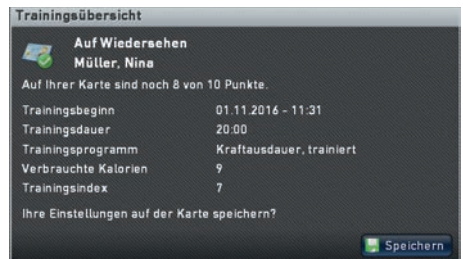 Trainingsübersicht
Auf Wiedersehen
Müller, Nina
Auf Ihrer Karte sind noch 8 von 10 Punkte.
Trainingsbeginn 01.11.2016 - 11:31
Trainingsdauer 20:00
Trainingsprogramm Kraftausdauer, trainiert
Verbrauchte Kalorien 9
Trainingsindex 7
Ihre Einstellungen auf der Karte speichern?
Speichern